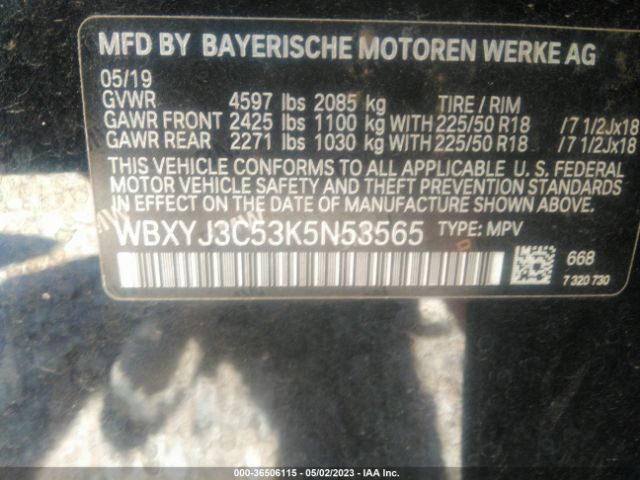 MFD BY BAYERISCHE MOTOREN WERKE AG
05/19
GVWR 4597 lbs 2085 kg TIRE / RIM
GAWR FRONT 2425 lbs 1100 kg WITH 225/50 R18 /7 1/2Jx18
GAWR REAR 2271 lbs 1030 kg WITH 225/50 R18 /7 1/2Jx18
THIS VEHICLE CONFORMS TO ALL APPLICABLE U. S. FEDERAL
MOTOR VEHICLE SAFETY AND THEFT PREVENTION STANDARDS
IN EFFECT ON THE DATE OF MANUFACTURE SHOWN ABOVE.
WBXYJ3C53K5N53565 TYPE: MPV
668
7 320 730
000-36506115 - 05/02/2023 - IAA Inc.